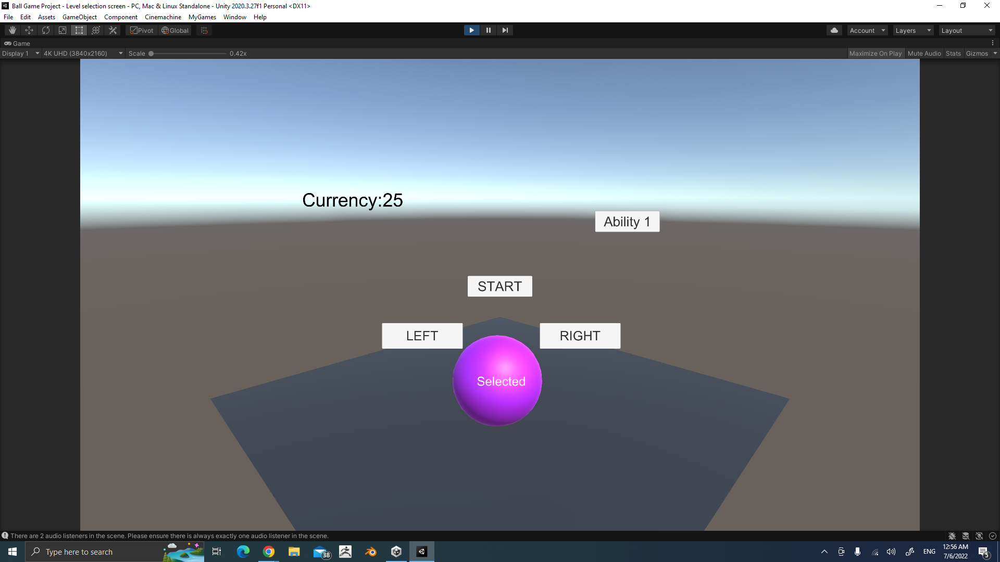 Ball Game Project - Level selection screen - PC, Mac & Linux Standalone - Unity 2020.3.27f1 Personal <DX11>
File Edit Assets GameObject Component Cinemachine MyGames Window Help
Pivot Global Account Layers Layout
Game
Display 1 4K UHD (3840x2160) Scale 0.42x Maximize On Play Mute Audio Stats Gizmos
Currency:25
Ability 1
START
LEFT RIGHT
Selected
There are 2 audio listeners in the scene. Please ensure there is always exactly one audio listener in the scene.
Type here to search 38 ENG 12:56 AM
7/6/2022 5